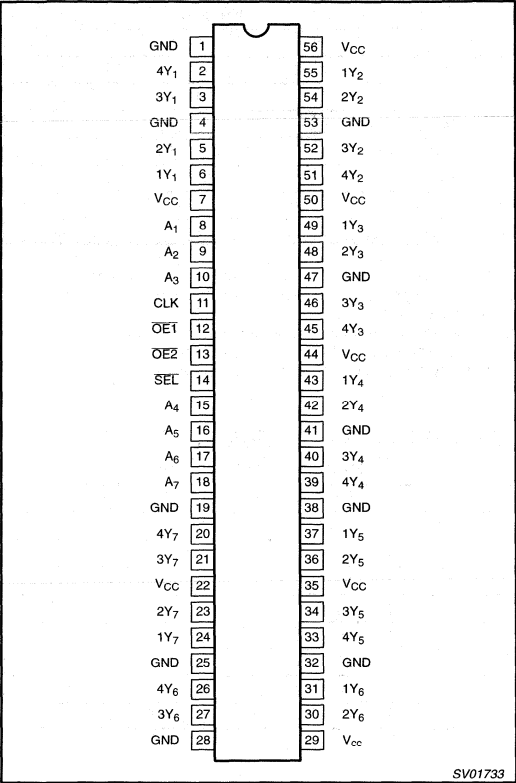 GND 1 56 VCC
4Y1 2 55 1Y2
3Y1 3 54 2Y2
GND 4 53 GND
2Y1 5 52 3Y2
1Y1 6 51 4Y2
VCC 7 50 VCC
A1 8 49 1Y3
A2 9 48 2Y3
A3 10 47 GND
CLK 11 46 3Y3
O̅E̅1̅ 12 45 4Y3
O̅E̅2̅ 13 44 VCC
S̅E̅L̅ 14 43 1Y4
A4 15 42 2Y4
A5 16 41 GND
A6 17 40 3Y4
A7 18 39 4Y4
GND 19 38 GND
4Y7 20 37 1Y5
3Y7 21 36 2Y5
VCC 22 35 VCC
2Y7 23 34 3Y5
1Y7 24 33 4Y5
GND 25 32 GND
4Y6 26 31 1Y6
3Y6 27 30 2Y6
GND 28 29 Vcc
SV01733